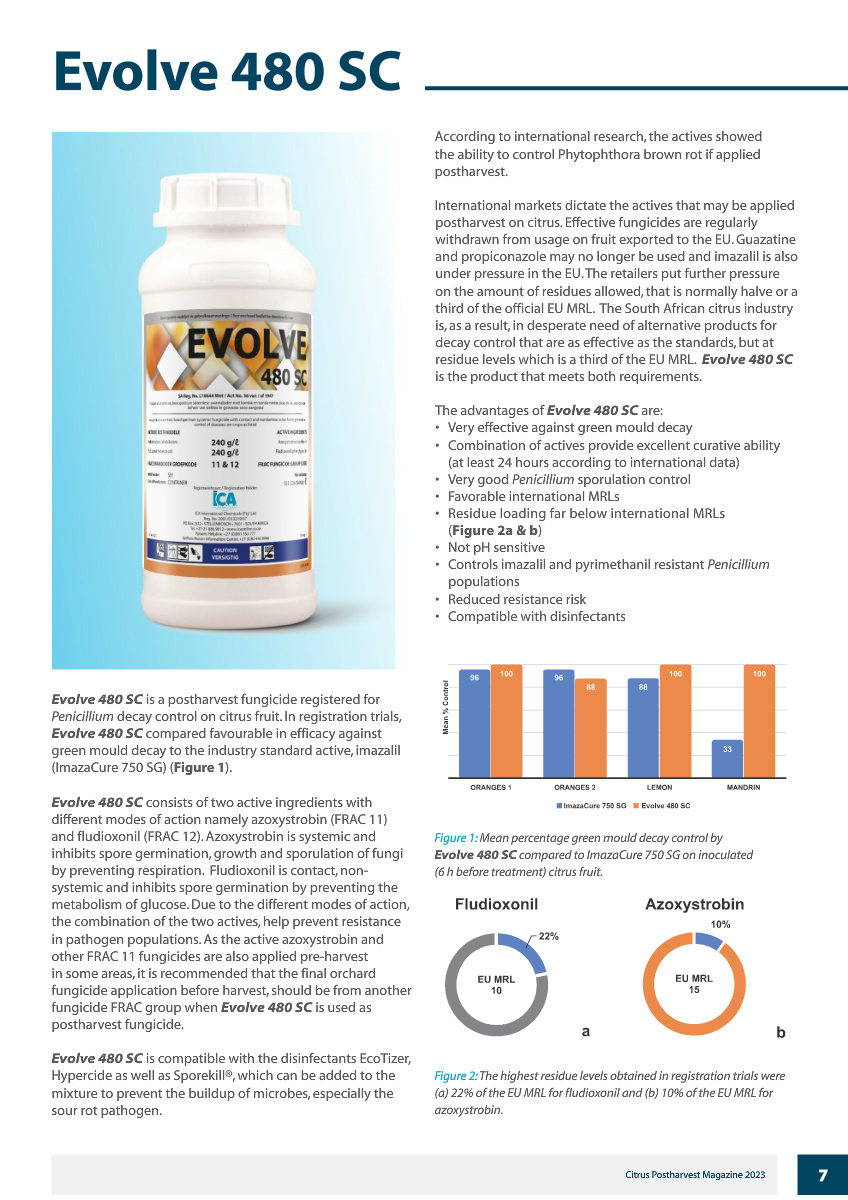 Evolve 480 SC
EVOLVE
480 SC
240 g/ℓ
240 g/ℓ
11 & 12
ICA
CAUTION
VERSIGTIG
Evolve 480 SC is a postharvest fungicide registered for
Penicillium decay control on citrus fruit. In registration trials,
Evolve 480 SC compared favourable in efficacy against
green mould decay to the industry standard active, imazalil
(ImazaCure 750 SG) (Figure 1).
Evolve 480 SC consists of two active ingredients with
different modes of action namely azoxystrobin (FRAC 11)
and fludioxonil (FRAC 12). Azoxystrobin is systemic and
inhibits spore germination, growth and sporulation of fungi
by preventing respiration. Fludioxonil is contact, non-
systemic and inhibits spore germination by preventing the
metabolism of glucose. Due to the different modes of action,
the combination of the two actives, help prevent resistance
in pathogen populations. As the active azoxystrobin and
other FRAC 11 fungicides are also applied pre-harvest
in some areas, it is recommended that the final orchard
fungicide application before harvest, should be from another
fungicide FRAC group when Evolve 480 SC is used as
postharvest fungicide.
Evolve 480 SC is compatible with the disinfectants EcoTizer,
Hypercide as well as Sporekill®, which can be added to the
mixture to prevent the buildup of microbes, especially the
sour rot pathogen.
According to international research, the actives showed
the ability to control Phytophthora brown rot if applied
postharvest.
International markets dictate the actives that may be applied
postharvest on citrus. Effective fungicides are regularly
withdrawn from usage on fruit exported to the EU. Guazatine
and propiconazole may no longer be used and imazalil is also
under pressure in the EU. The retailers put further pressure
on the amount of residues allowed, that is normally halve or a
third of the official EU MRL. The South African citrus industry
is, as a result, in desperate need of alternative products for
decay control that are as effective as the standards, but at
residue levels which is a third of the EU MRL. Evolve 480 SC
is the product that meets both requirements.
The advantages of Evolve 480 SC are:
• Very effective against green mould decay
• Combination of actives provide excellent curative ability
(at least 24 hours according to international data)
• Very good Penicillium sporulation control
• Favorable international MRLs
• Residue loading far below international MRLs
(Figure 2a & b)
• Not pH sensitive
• Controls imazalil and pyrimethanil resistant Penicillium
populations
• Reduced resistance risk
• Compatible with disinfectants
Mean % Control
96 100 96 88 88 100 33 100
ORANGES 1 ORANGES 2 LEMON MANDRIN
ImazaCure 750 SG Evolve 480 SC
Figure 1: Mean percentage green mould decay control by
Evolve 480 SC compared to ImazaCure 750 SG on inoculated
(6 h before treatment) citrus fruit.
Fludioxonil
22%
EU MRL
10
a
Azoxystrobin
10%
EU MRL
15
b
Figure 2: The highest residue levels obtained in registration trials were
(a) 22% of the EU MRL for fludioxonil and (b) 10% of the EU MRL for
azoxystrobin.
Citrus Postharvest Magazine 2023 7